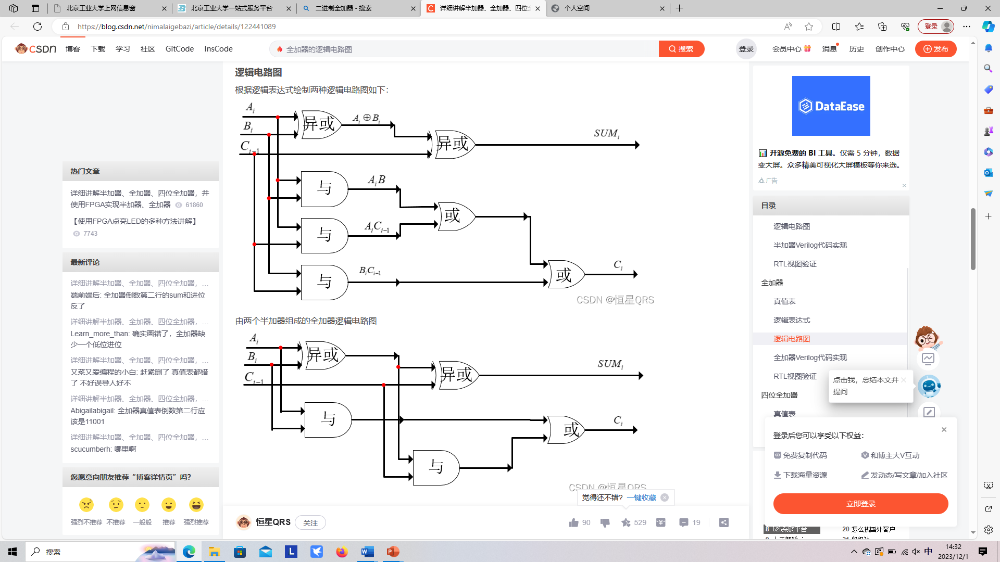 北京工业大学上网信息窗
北京工业大学一站式服务平台
二进制全加器 - 搜索
详细讲解半加器、全加器、四位全
个人空间
https://blog.csdn.net/nimalaigebazi/article/details/122441089
登录
CSDN
博客
下载
学习
社区
GitCode
InsCode
全加器的逻辑电路图
搜索
登录
会员中心
消息
历史
创作中心
发布
逻辑电路图
根据逻辑表达式绘制两种逻辑电路图如下：
A_i
B_i
C_{i-1}
异或
A_i ⊕ B_i
异或
SUM_i
与
A_iB
与
A_iC_{i-1}
或
与
B_iC_{i-1}
或
C_i
CSDN @恒星QRS
由两个半加器组成的全加器逻辑电路图
A_i
B_i
C_{i-1}
异或
异或
SUM_i
与
或
C_i
与
CSDN @恒星QRS
觉得还不错？ 一键收藏
恒星QRS
关注
90
529
19
热门文章
详细讲解半加器、全加器、四位全加器，并
使用FPGA实现半加器、全加器 61860
【使用FPGA点亮LED的多种方法讲解】
7743
最新评论
详细讲解半加器、全加器、四位全加器，...
端前端后: 全加器倒数第二行的sum和进位
反了
详细讲解半加器、全加器、四位全加器，...
Learn_more_than: 确实画错了，全加器缺
少一个低位进位
详细讲解半加器、全加器、四位全加器，...
又菜又爱编程的小白: 赶紧删了 真值表都错
了 不好误导人好不
详细讲解半加器、全加器、四位全加器，...
Abigailabigail: 全加器真值表倒数第二行应
该是11001
详细讲解半加器、全加器、四位全加器，...
scucumberh: 哪里啊
您愿意向朋友推荐“博客详情页”吗？
强烈不推荐
不推荐
一般般
推荐
强烈推荐
DataEase
开源免费的 BI 工具。仅需 5 分钟，数据
变大屏。众多精美可视化大屏模板等你来选。
广告
目录
逻辑电路图
半加器Verilog代码实现
RTL视图验证
全加器
真值表
逻辑表达式
逻辑电路图
全加器Verilog代码实现
RTL视图验证
四位全加器
真值表
点击我，总结本文并
提问
登录后您可以享受以下权益：
免费复制代码
和博主大V互动
下载海量资源
发动态/写文章/加入社区
立即登录
8 b2b采购平台
20 怎么找国外客户
搜索
中
14:32
2023/12/1